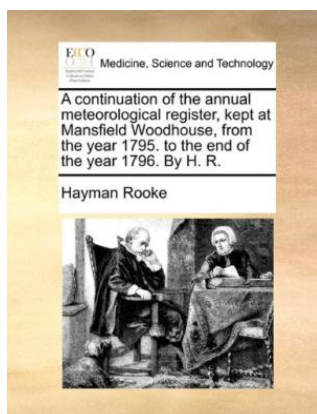 ECCO
Medicine, Science and Technology
A continuation of the annual
meteorological register, kept at
Mansfield Woodhouse, from
the year 1795. to the end of
the year 1796. By H. R.
Hayman Rooke